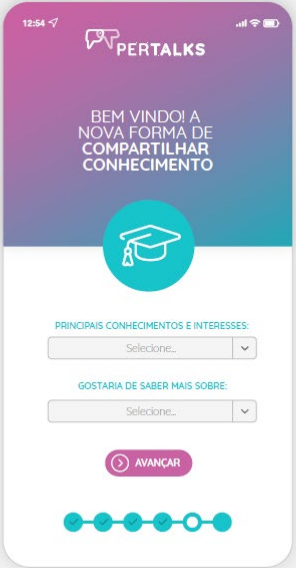 12:54
PERTALKS
BEM VINDO! A
NOVA FORMA DE
COMPARTILHAR
CONHECIMENTO
PRINCIPAIS CONHECIMENTOS E INTERESSES:
Selecione...
GOSTARIA DE SABER MAIS SOBRE:
Selecione...
AVANÇAR